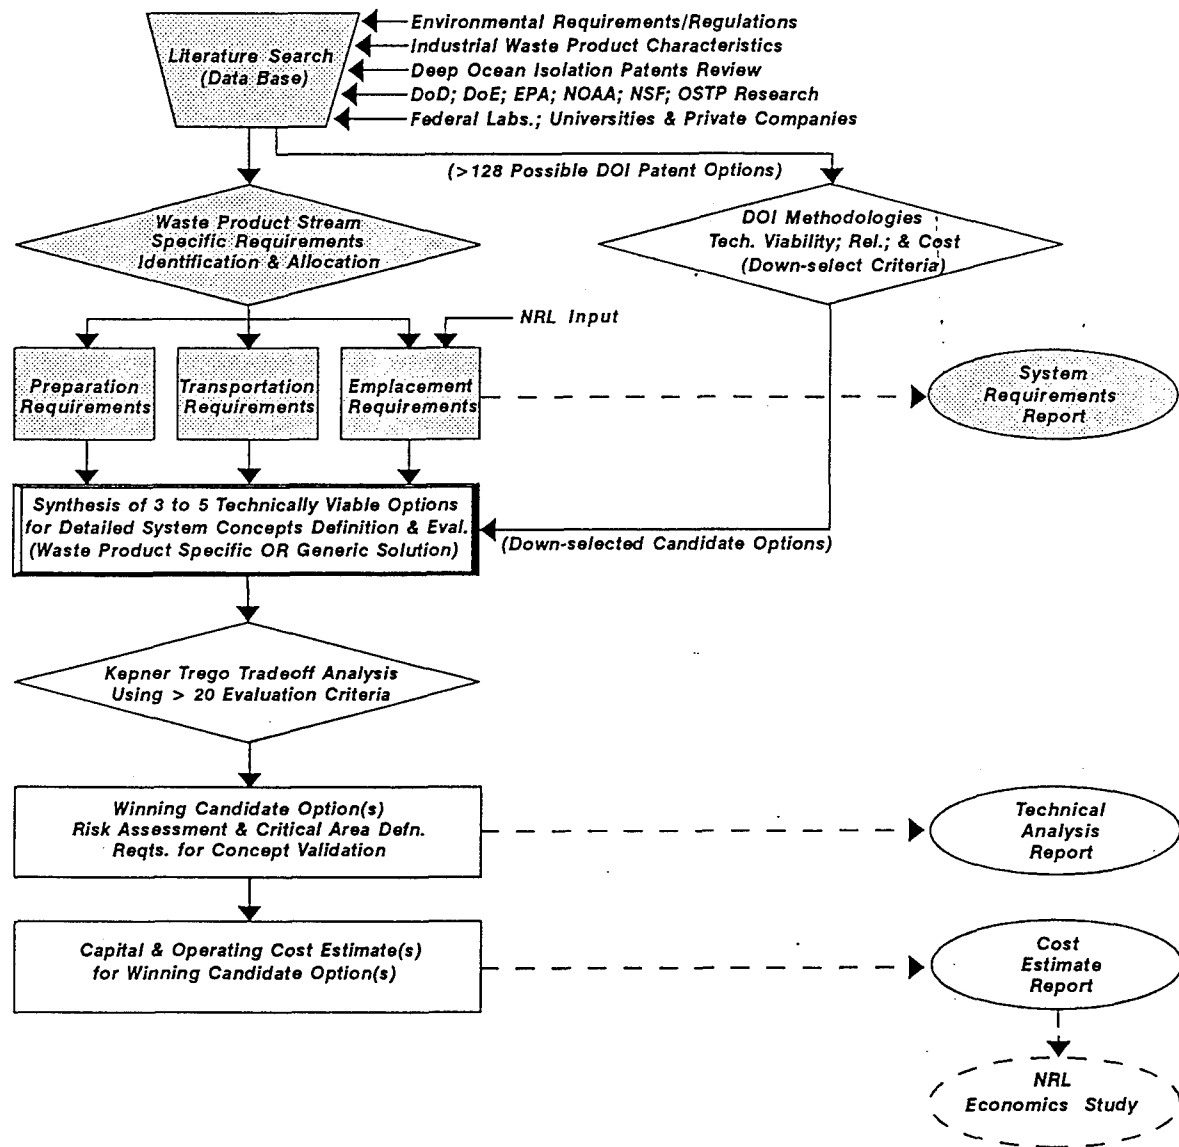 Literature Search
(Data Base)
Environmental Requirements/Regulations
Industrial Waste Product Characteristics
Deep Ocean Isolation Patents Review
DoD; DoE; EPA; NOAA; NSF; OSTP Research
Federal Labs.; Universities & Private Companies
(>128 Possible DOI Patent Options)
Waste Product Stream
Specific Requirements
Identification & Allocation
DOI Methodologies
Tech. Viability; Rel.; & Cost
(Down-select Criteria)
NRL Input
Preparation
Requirements
Transportation
Requirements
Emplacement
Requirements
System
Requirements
Report
Synthesis of 3 to 5 Technically Viable Options
for Detailed System Concepts Definition & Eval.
(Waste Product Specific OR Generic Solution)
(Down-selected Candidate Options)
Kepner Trego Tradeoff Analysis
Using > 20 Evaluation Criteria
Winning Candidate Option(s)
Risk Assessment & Critical Area Defn.
Reqts. for Concept Validation
Technical
Analysis
Report
Capital & Operating Cost Estimate(s)
for Winning Candidate Option(s)
Cost
Estimate
Report
NRL
Economics Study